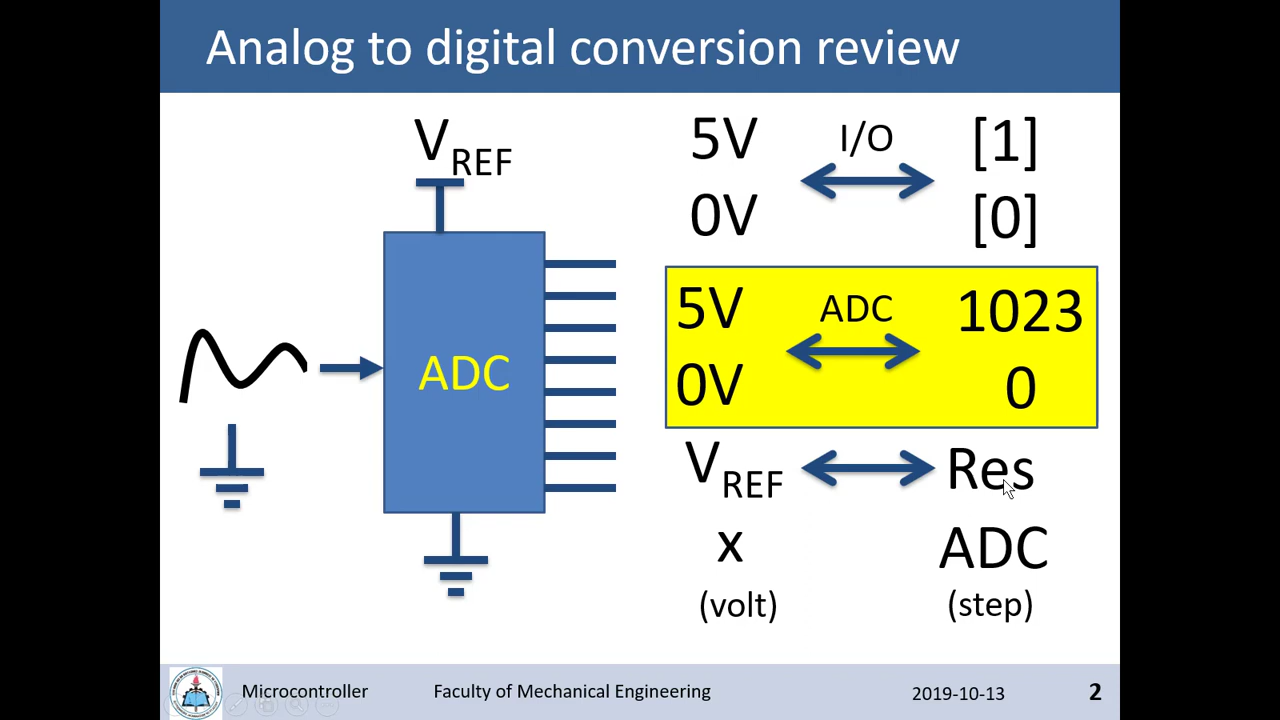 Analog to digital conversion review
VREF
ADC
5V I/O [1]
0V [0]
5V ADC 1023
0V 0
VREF Res
x ADC
(volt) (step)
Microcontroller Faculty of Mechanical Engineering 2019-10-13 2